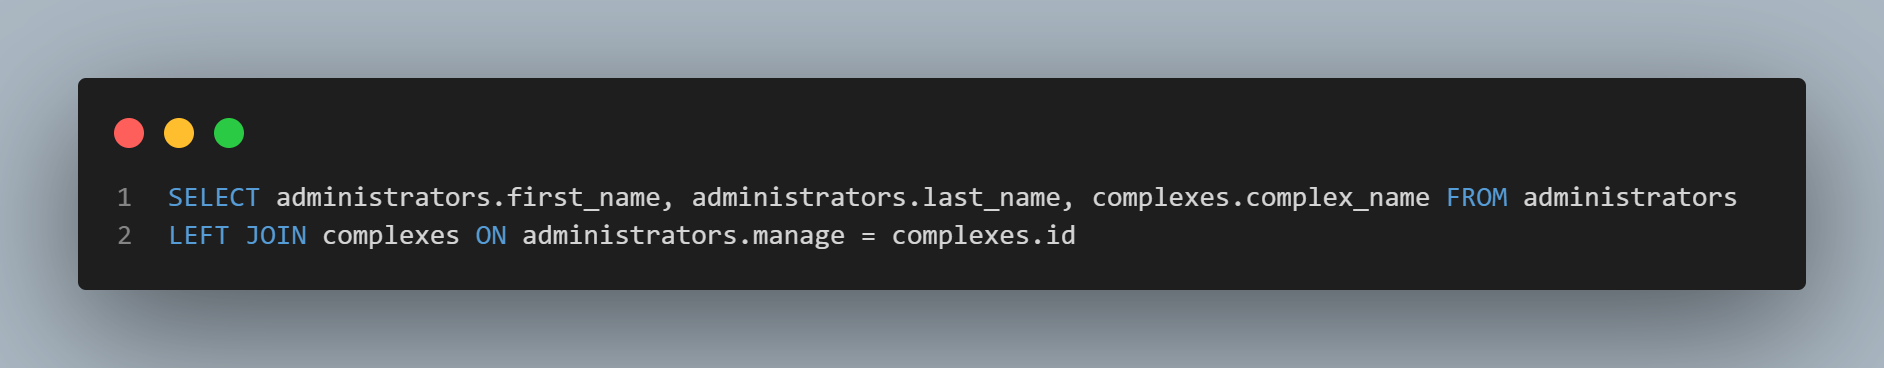 1 SELECT administrators.first_name, administrators.last_name, complexes.complex_name FROM administrators
2 LEFT JOIN complexes ON administrators.manage = complexes.id